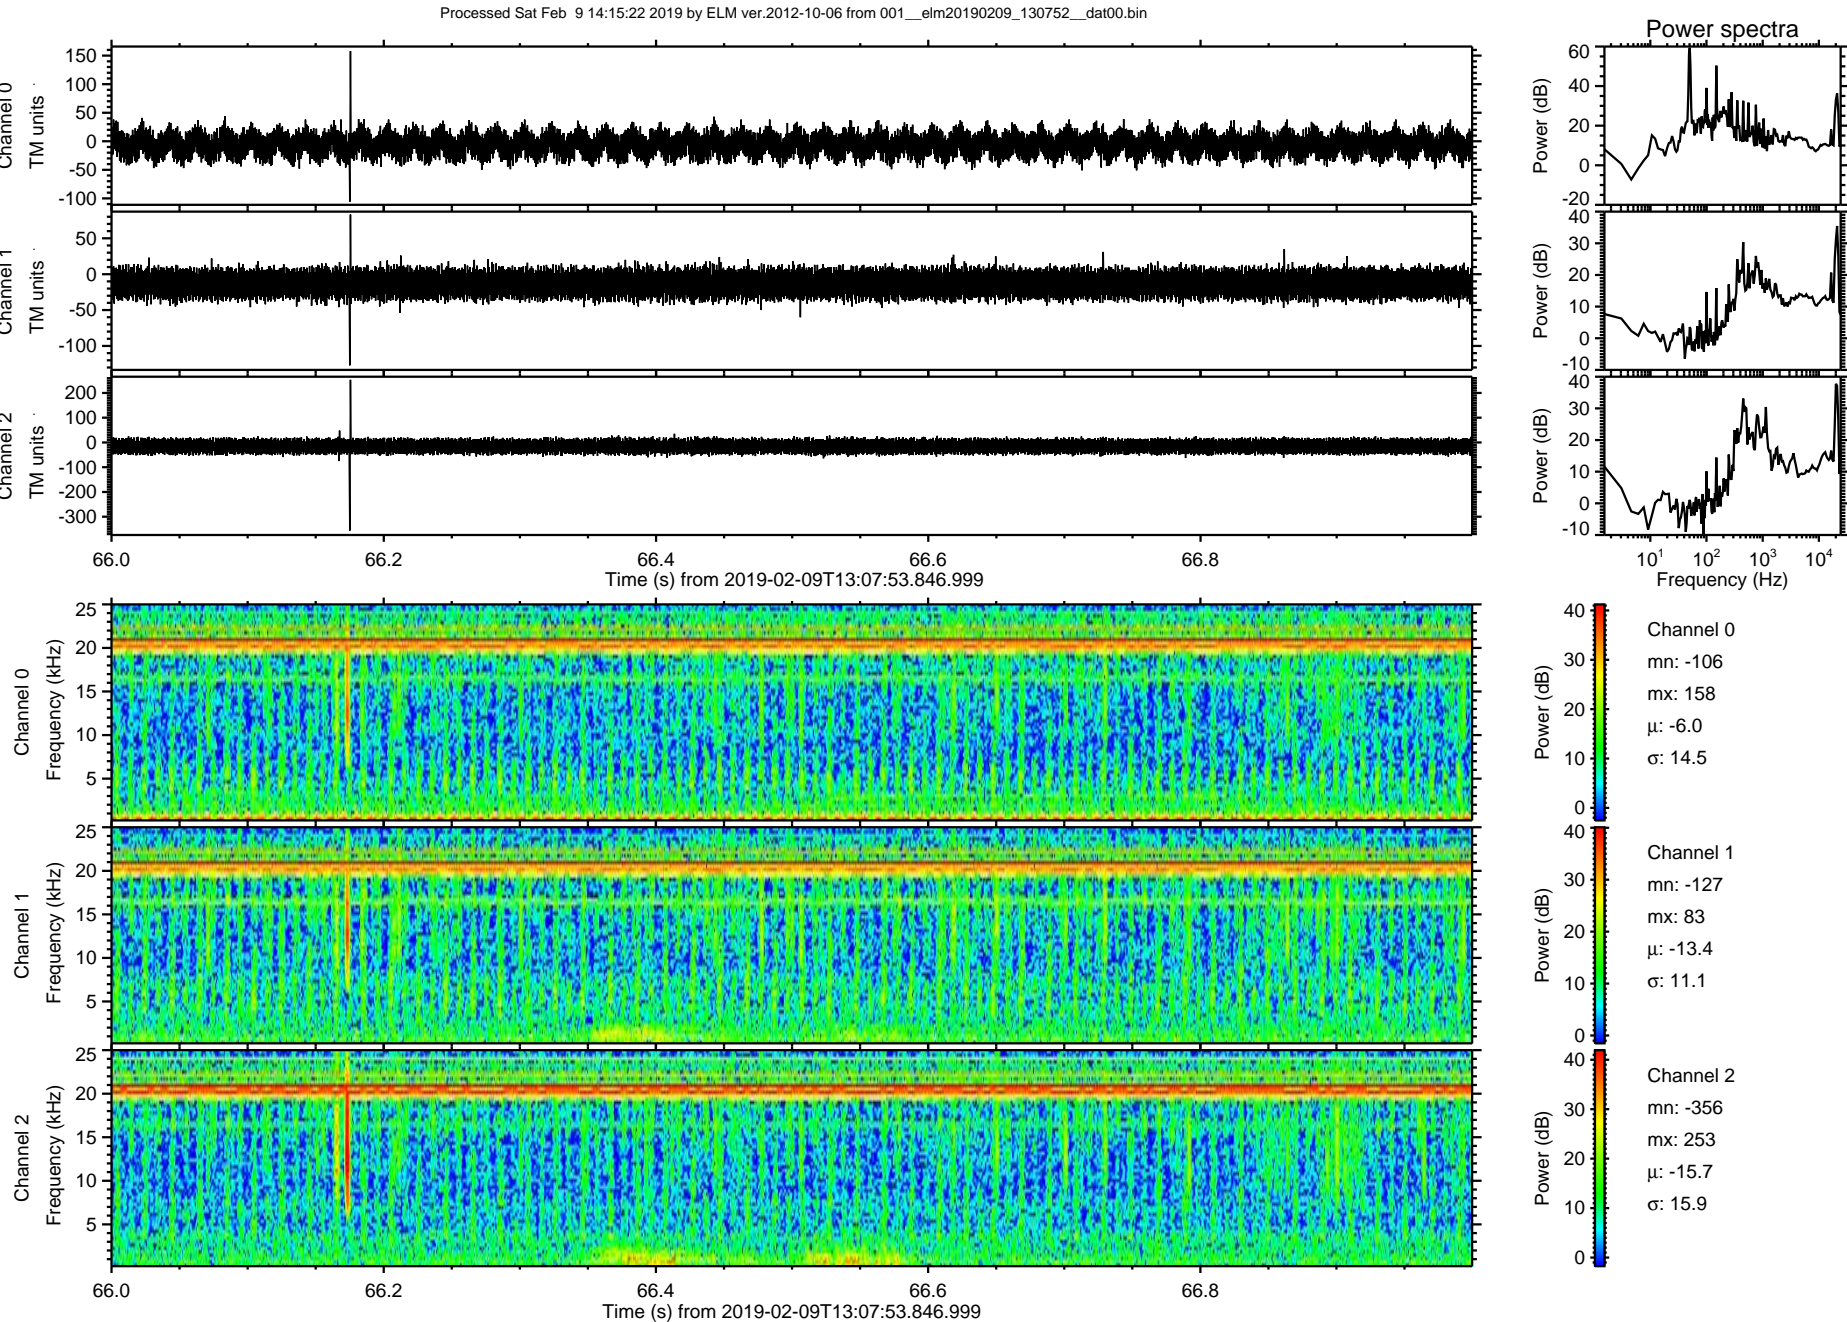 Processed Sat Feb  9 14:15:22 2019 by ELM ver.2012-10-06 from 001__elm20190209_130752__dat00.bin
Power spectra
Channel 0
TM units
150
100
50
0
-50
-100
Power (dB)
60
40
20
0
-20
Channel 1
TM units
50
0
-50
-100
Power (dB)
40
30
20
10
0
-10
Channel 2
TM units
200
100
0
-100
-200
-300
Power (dB)
40
30
20
10
0
-10
66.0 66.2 66.4 66.6 66.8
Time (s) from 2019-02-09T13:07:53.846.999
10¹ 10² 10³ 10⁴
Frequency (Hz)
Channel 0
Frequency (kHz)
25
20
15
10
5
Power (dB)
40
30
20
10
0
Channel 0
mn: -106
mx: 158
μ: -6.0
σ: 14.5
Channel 1
Frequency (kHz)
25
20
15
10
5
Power (dB)
40
30
20
10
0
Channel 1
mn: -127
mx: 83
μ: -13.4
σ: 11.1
Channel 2
Frequency (kHz)
25
20
15
10
5
Power (dB)
40
30
20
10
0
Channel 2
mn: -356
mx: 253
μ: -15.7
σ: 15.9
66.0 66.2 66.4 66.6 66.8
Time (s) from 2019-02-09T13:07:53.846.999